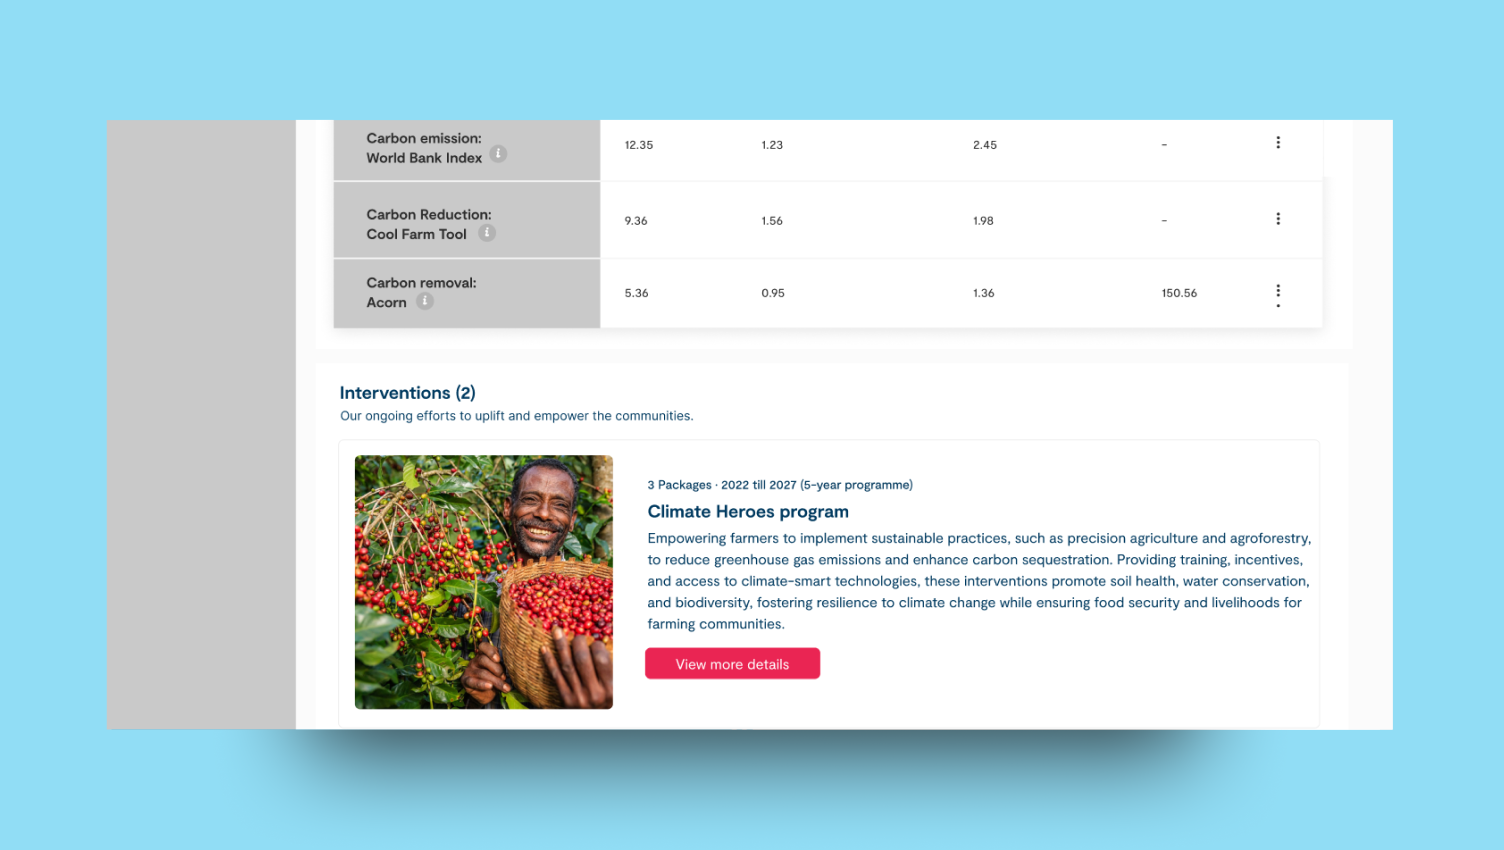 Carbon emission:
World Bank Index
12.35 1.23 2.45 -
Carbon Reduction:
Cool Farm Tool
9.36 1.56 1.98 -
Carbon removal:
Acorn
5.36 0.95 1.36 150.56
Interventions (2)
Our ongoing efforts to uplift and empower the communities.
3 Packages · 2022 till 2027 (5-year programme)
Climate Heroes program
Empowering farmers to implement sustainable practices, such as precision agriculture and agroforestry,
to reduce greenhouse gas emissions and enhance carbon sequestration. Providing training, incentives,
and access to climate-smart technologies, these interventions promote soil health, water conservation,
and biodiversity, fostering resilience to climate change while ensuring food security and livelihoods for
farming communities.
View more details